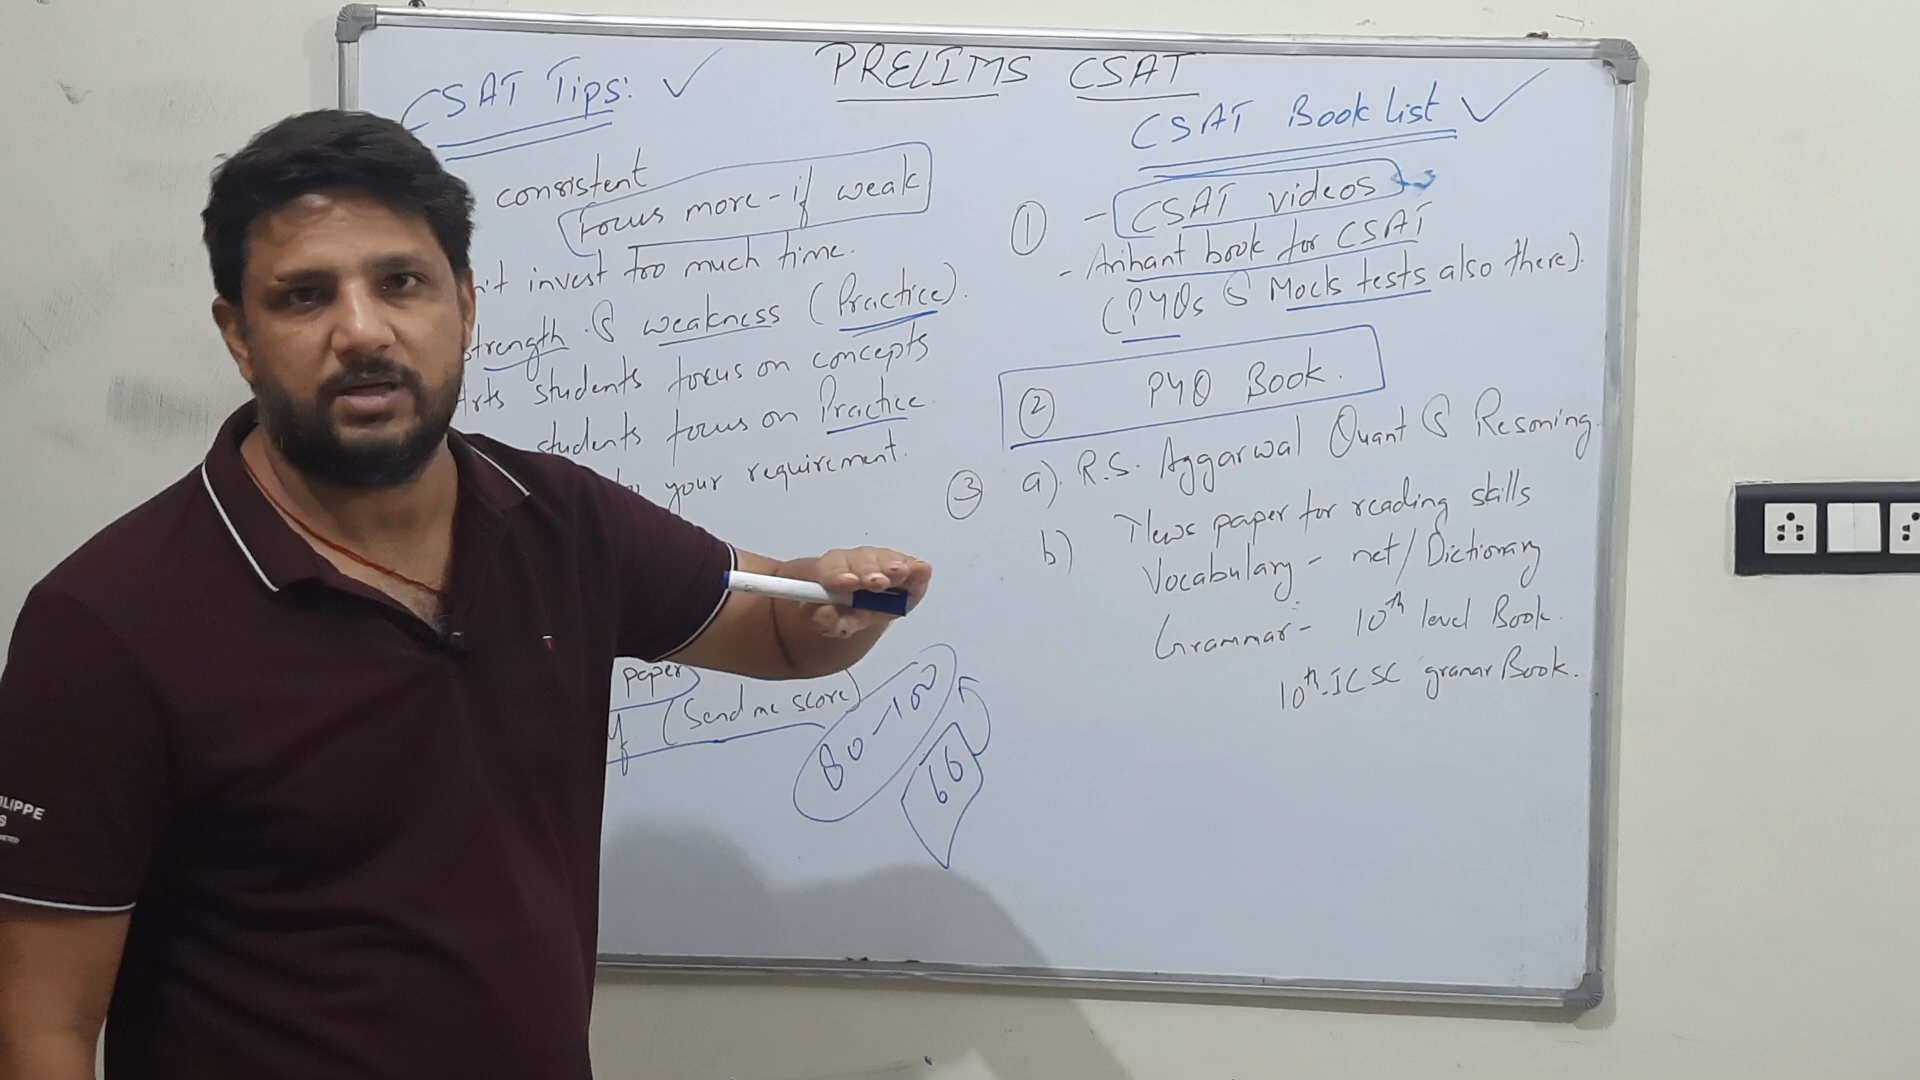 PRELIMS CSAT
CSAT Tips: ✓
consistent
Focus more - if weak
n't invest too much time.
strength & weakness (Practice).
Arts students focus on concepts
students focus on Practice.
your requirement.
paper
(Send me score)
80-100
66
CSAT Book list ✓
① - CSAT videos
- Arihant book for CSAT
(PYQs & Mock tests also there).
② PYQ Book.
③ a). R.S. Aggarwal Quant & Resoning.
b) News paper for reading skills
Vocabulary - net/Dictionary
Grammar - 10th level Book.
10th ICSC gramar Book.
ILIPPE
S